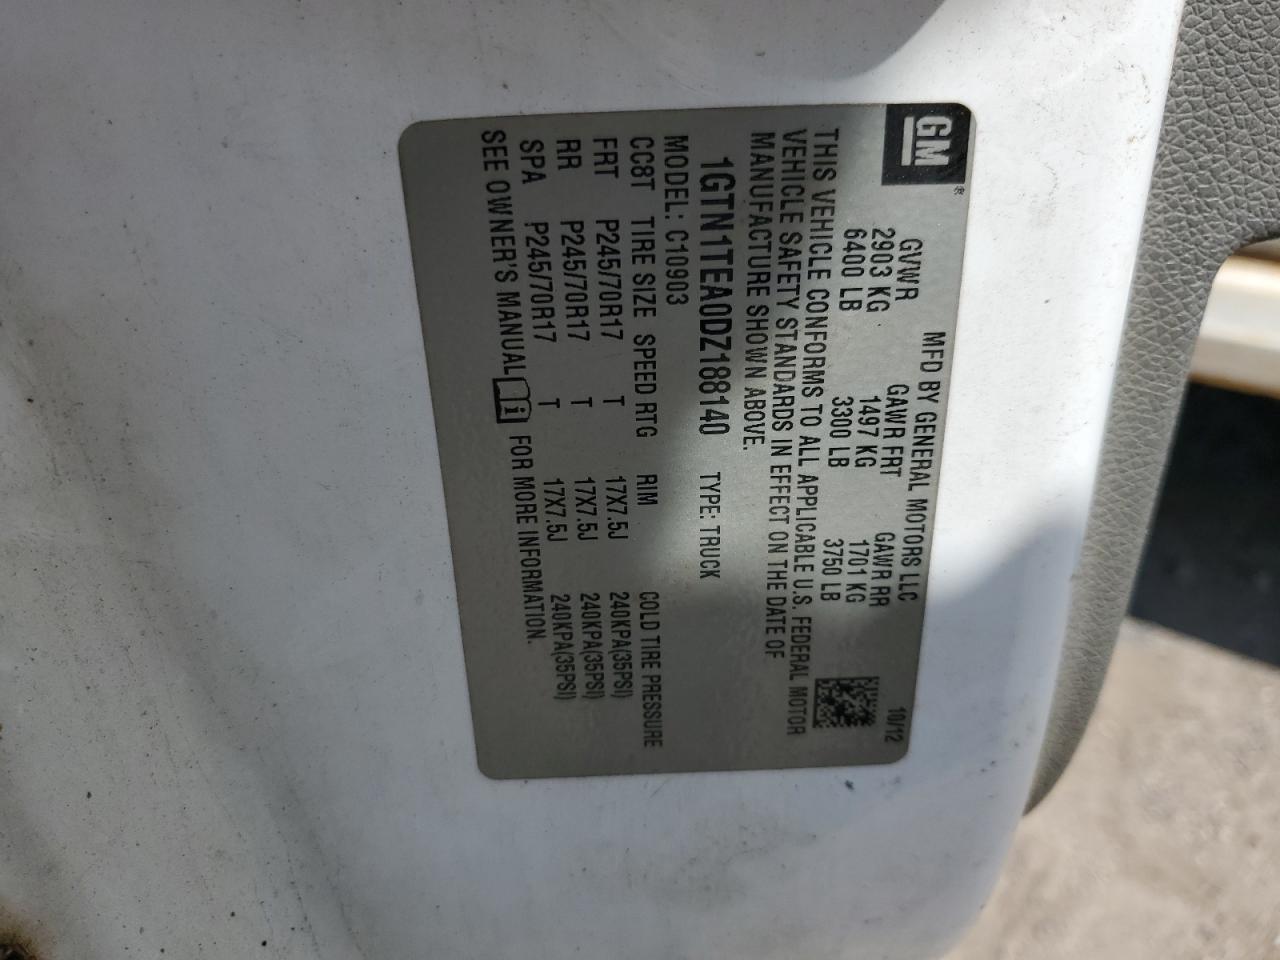 GM ®
MFD BY GENERAL MOTORS LLC 10/12
GVWR GAWR FRT GAWR RR
2903 KG 1497 KG 1701 KG
6400 LB 3300 LB 3750 LB
THIS VEHICLE CONFORMS TO ALL APPLICABLE U.S. FEDERAL MOTOR
VEHICLE SAFETY STANDARDS IN EFFECT ON THE DATE OF
MANUFACTURE SHOWN ABOVE.
1GTN1TEA0DZ188140 TYPE: TRUCK
MODEL: C10903
CC8T TIRE SIZE SPEED RTG RIM COLD TIRE PRESSURE
FRT P245/70R17 T 17X7.5J 240KPA(35PSI)
RR P245/70R17 T 17X7.5J 240KPA(35PSI)
SPA P245/70R17 T 17X7.5J 240KPA(35PSI)
SEE OWNER'S MANUAL i FOR MORE INFORMATION.